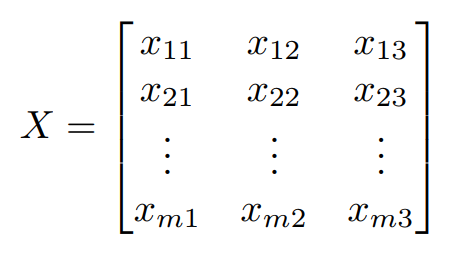 x₁₁ x₁₂ x₁₃
x₂₁ x₂₂ x₂₃
X =
⋮ ⋮ ⋮
xₘ₁ xₘ₂ xₘ₃